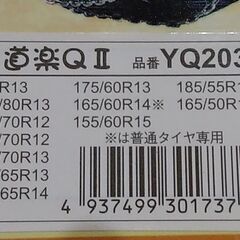 道楽QⅡ 品番 YQ203
R13 175/60R13 185/55R1
/80R13 165/60R14※ 165/50R1
/70R12 155/60R15
/70R13 ※は普通タイヤ専用
65R13
65R14
4 937499 301737